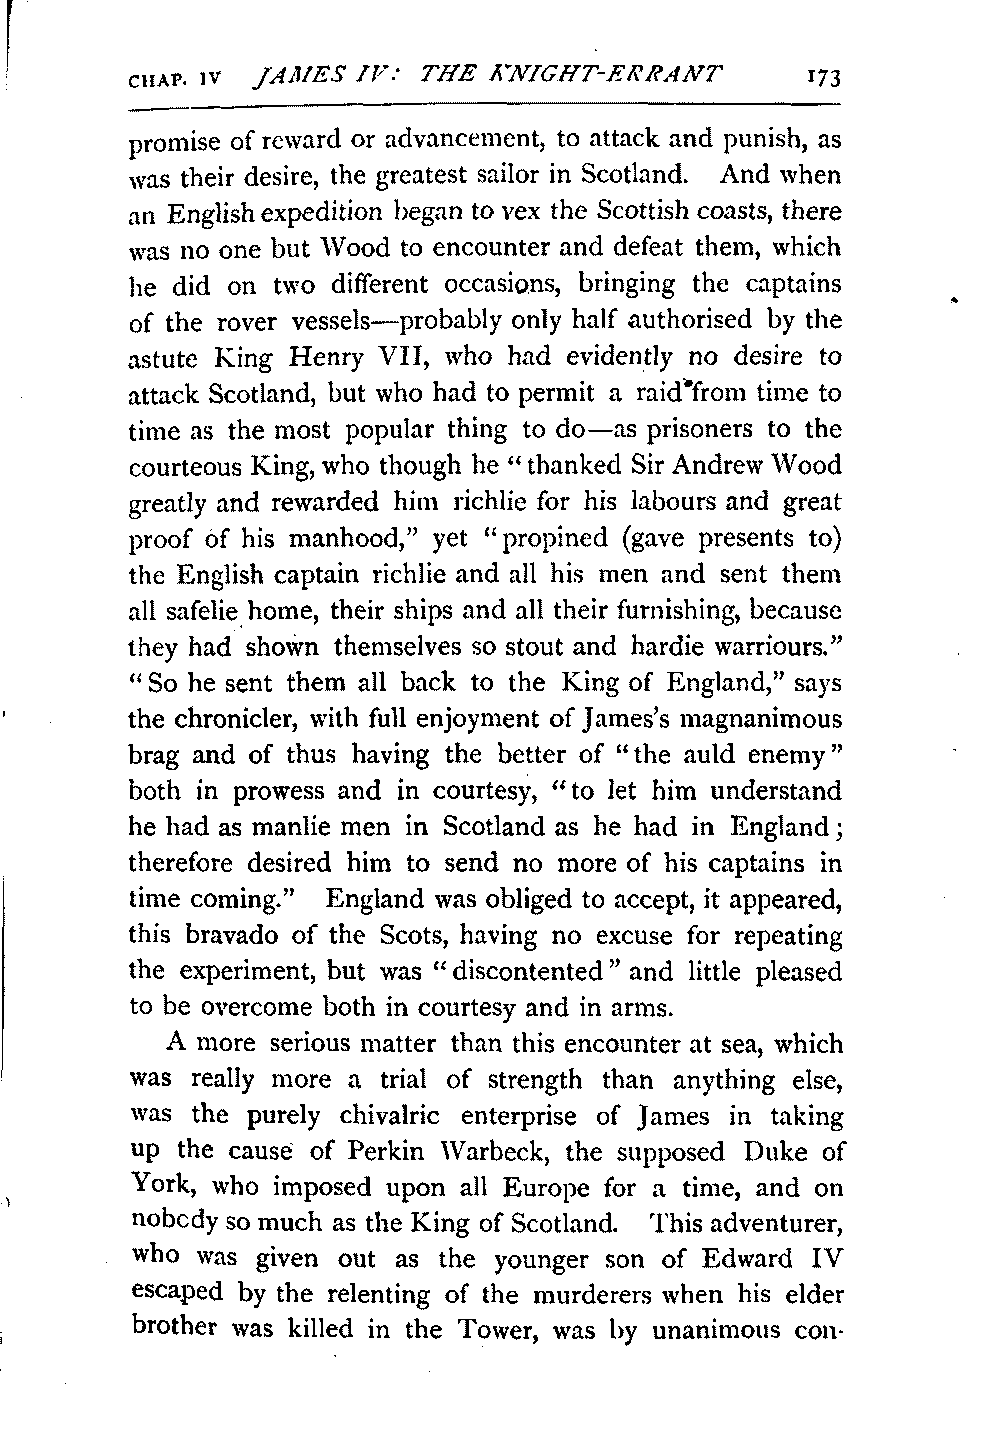 CHAP. IV JAMES IV: THE KNIGHT-ERRANT 173
promise of reward or advancement, to attack and punish, as
was their desire, the greatest sailor in Scotland. And when
an English expedition began to vex the Scottish coasts, there
was no one but Wood to encounter and defeat them, which
he did on two different occasions, bringing the captains
of the rover vessels—probably only half authorised by the
astute King Henry VII, who had evidently no desire to
attack Scotland, but who had to permit a raid from time to
time as the most popular thing to do—as prisoners to the
courteous King, who though he “thanked Sir Andrew Wood
greatly and rewarded him richlie for his labours and great
proof of his manhood,” yet “propined (gave presents to)
the English captain richlie and all his men and sent them
all safelie home, their ships and all their furnishing, because
they had shown themselves so stout and hardie warriours.”
“So he sent them all back to the King of England,” says
the chronicler, with full enjoyment of James’s magnanimous
brag and of thus having the better of “the auld enemy”
both in prowess and in courtesy, “to let him understand
he had as manlie men in Scotland as he had in England;
therefore desired him to send no more of his captains in
time coming.” England was obliged to accept, it appeared,
this bravado of the Scots, having no excuse for repeating
the experiment, but was “discontented” and little pleased
to be overcome both in courtesy and in arms.
A more serious matter than this encounter at sea, which
was really more a trial of strength than anything else,
was the purely chivalric enterprise of James in taking
up the cause of Perkin Warbeck, the supposed Duke of
York, who imposed upon all Europe for a time, and on
nobody so much as the King of Scotland. This adventurer,
who was given out as the younger son of Edward IV
escaped by the relenting of the murderers when his elder
brother was killed in the Tower, was by unanimous con-